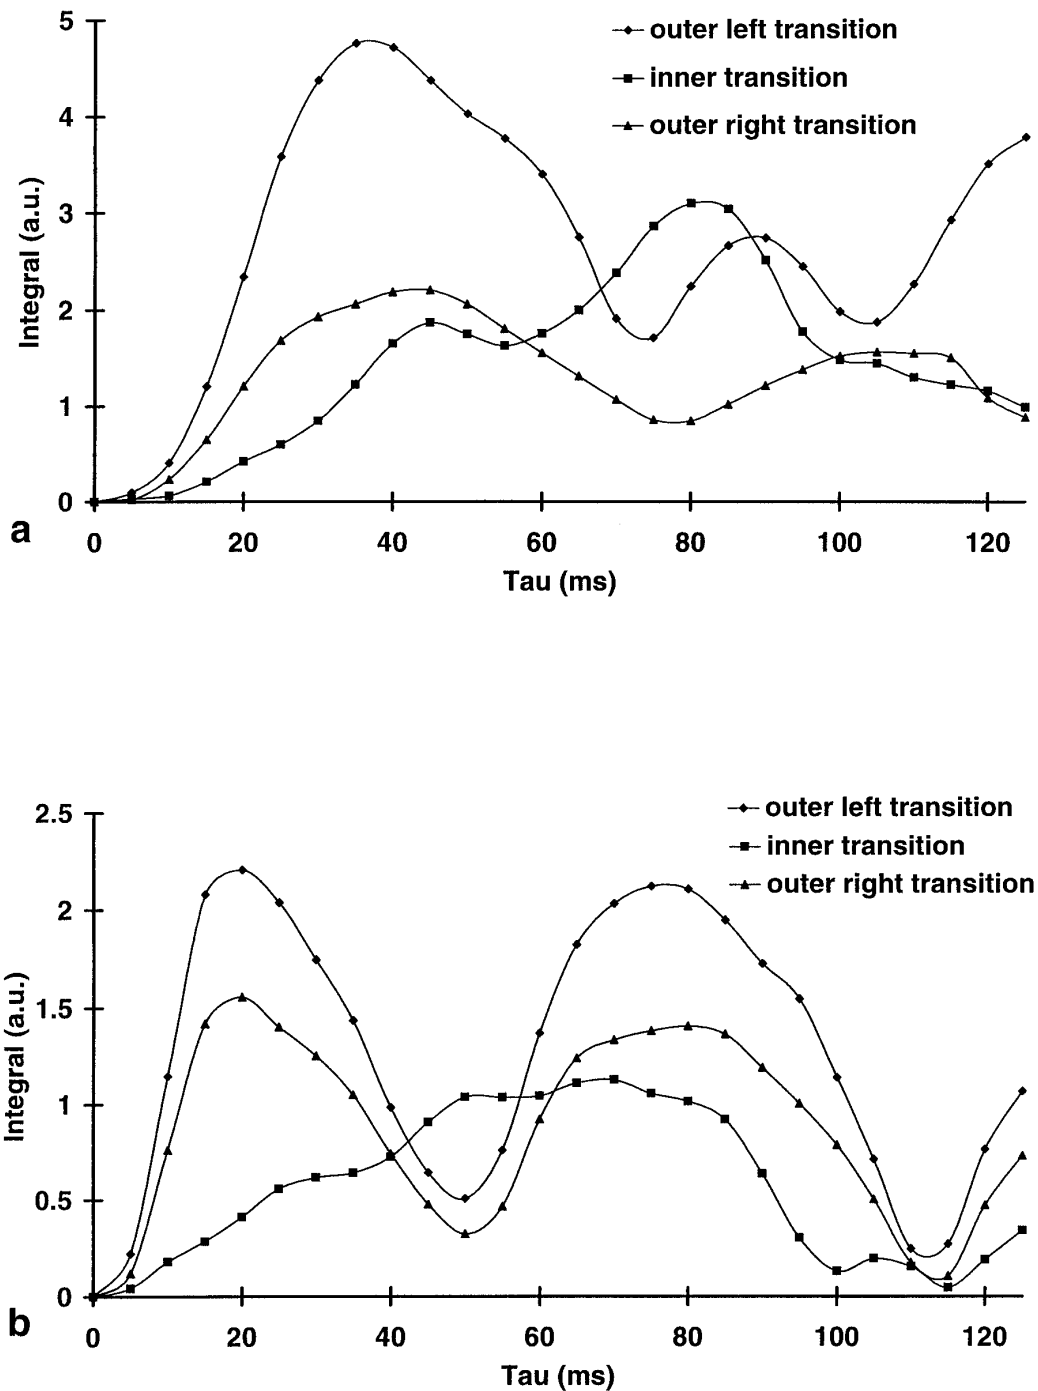 5
outer left transition
4
inner transition
outer right transition
3
Integral (a.u.)
2
1
0
a
0 20 40 60 80 100 120
Tau (ms)
2.5
outer left transition
inner transition
2
outer right transition
1.5
Integral (a.u.)
1
0.5
0
b
0 20 40 60 80 100 120
Tau (ms)